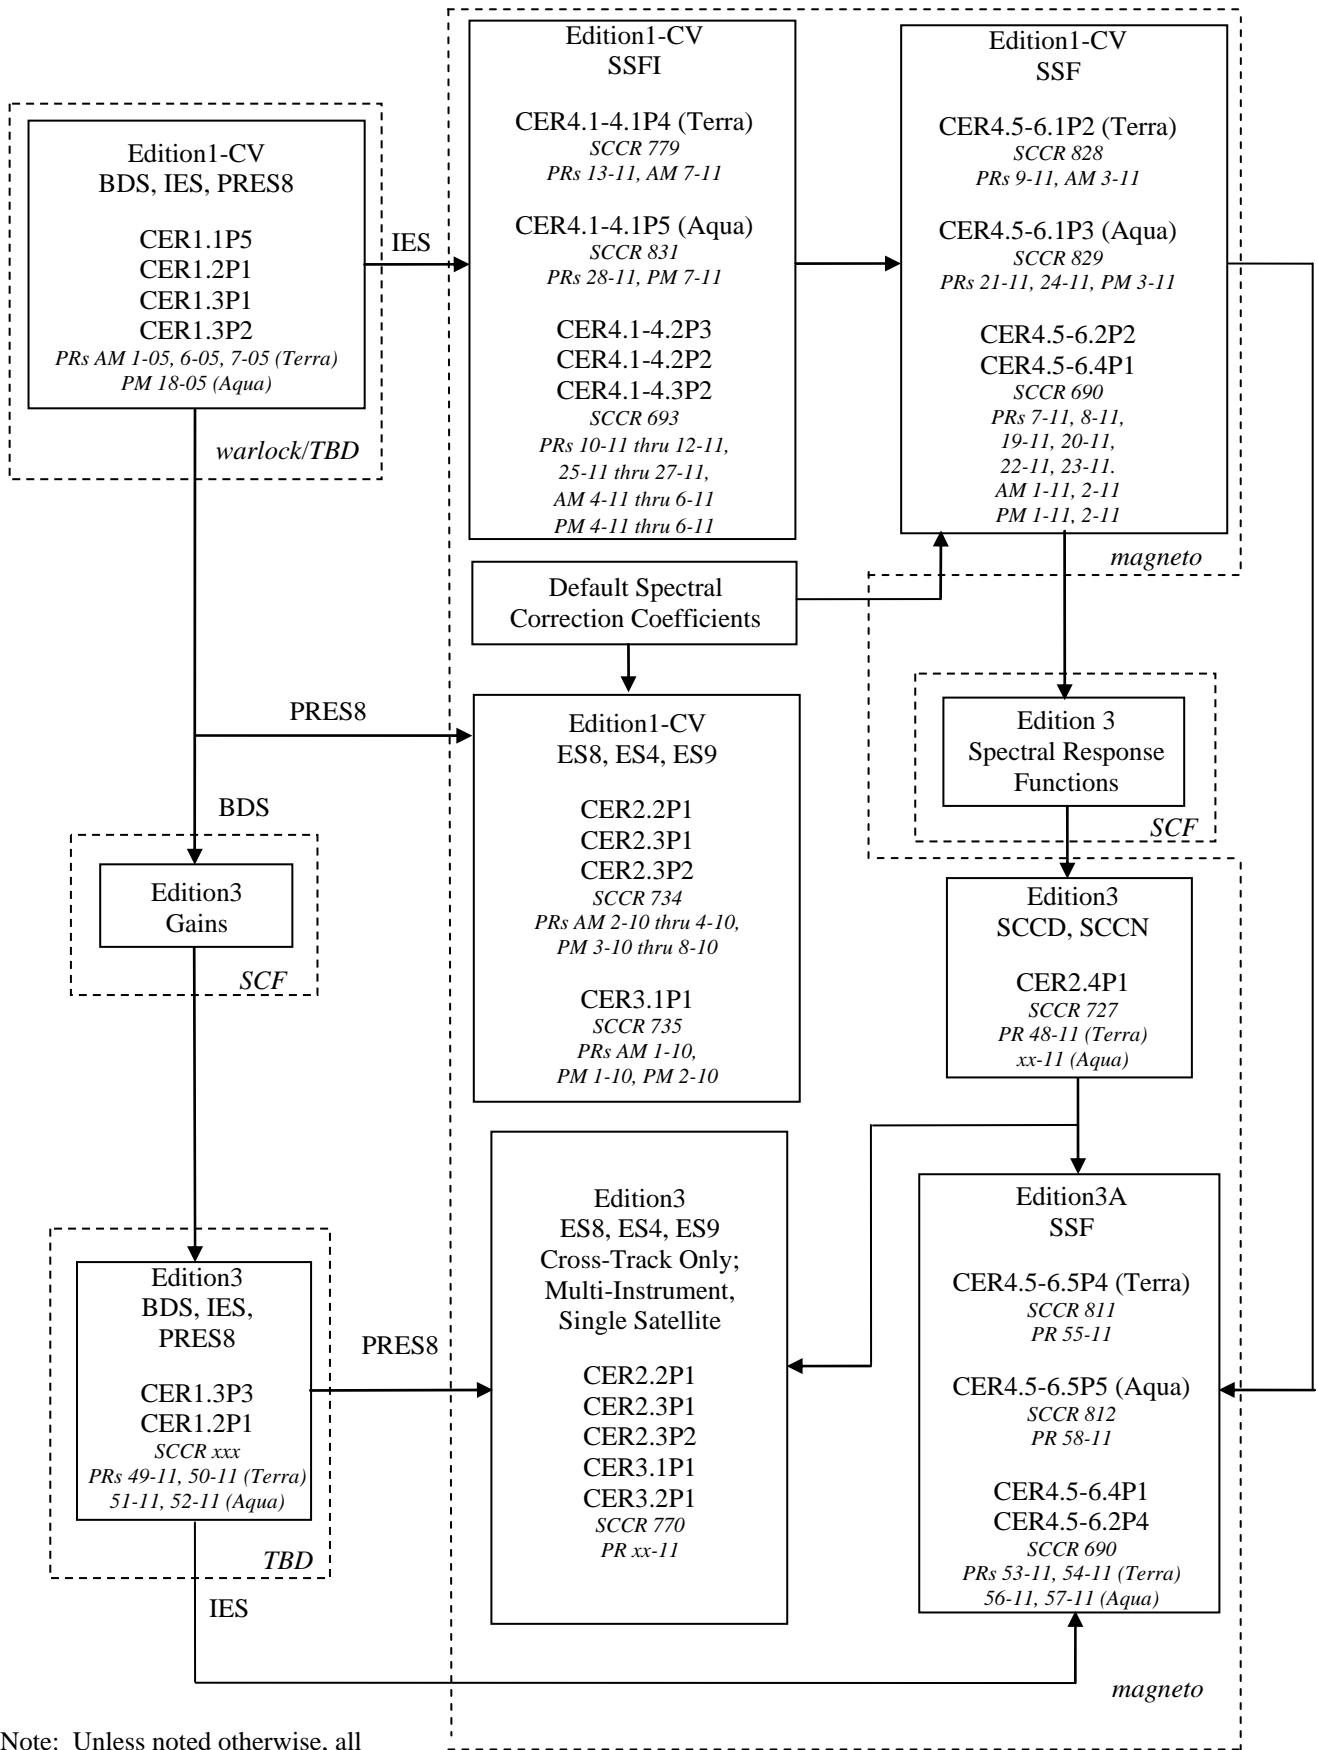 Edition1-CV
BDS, IES, PRES8
CER1.1P5
CER1.2P1
CER1.3P1
CER1.3P2
PRs AM 1-05, 6-05, 7-05 (Terra)
PM 18-05 (Aqua)
warlock/TBD
IES
Edition1-CV
SSFI
CER4.1-4.1P4 (Terra)
SCCR 779
PRs 13-11, AM 7-11
CER4.1-4.1P5 (Aqua)
SCCR 831
PRs 28-11, PM 7-11
CER4.1-4.2P3
CER4.1-4.2P2
CER4.1-4.3P2
SCCR 693
PRs 10-11 thru 12-11,
25-11 thru 27-11,
AM 4-11 thru 6-11
PM 4-11 thru 6-11
Edition1-CV
SSF
CER4.5-6.1P2 (Terra)
SCCR 828
PRs 9-11, AM 3-11
CER4.5-6.1P3 (Aqua)
SCCR 829
PRs 21-11, 24-11, PM 3-11
CER4.5-6.2P2
CER4.5-6.4P1
SCCR 690
PRs 7-11, 8-11,
19-11, 20-11,
22-11, 23-11.
AM 1-11, 2-11
PM 1-11, 2-11
magneto
Default Spectral
Correction Coefficients
PRES8
Edition1-CV
ES8, ES4, ES9
CER2.2P1
CER2.3P1
CER2.3P2
SCCR 734
PRs AM 2-10 thru 4-10,
PM 3-10 thru 8-10
CER3.1P1
SCCR 735
PRs AM 1-10,
PM 1-10, PM 2-10
Edition 3
Spectral Response
Functions
SCF
BDS
Edition3
Gains
SCF
Edition3
SCCD, SCCN
CER2.4P1
SCCR 727
PR 48-11 (Terra)
xx-11 (Aqua)
Edition3
BDS, IES,
PRES8
CER1.3P3
CER1.2P1
SCCR xxx
PRs 49-11, 50-11 (Terra)
51-11, 52-11 (Aqua)
TBD
PRES8
IES
Edition3
ES8, ES4, ES9
Cross-Track Only;
Multi-Instrument,
Single Satellite
CER2.2P1
CER2.3P1
CER2.3P2
CER3.1P1
CER3.2P1
SCCR 770
PR xx-11
Edition3A
SSF
CER4.5-6.5P4 (Terra)
SCCR 811
PR 55-11
CER4.5-6.5P5 (Aqua)
SCCR 812
PR 58-11
CER4.5-6.4P1
CER4.5-6.2P4
SCCR 690
PRs 53-11, 54-11 (Terra)
56-11, 57-11 (Aqua)
magneto
Note: Unless noted otherwise, all